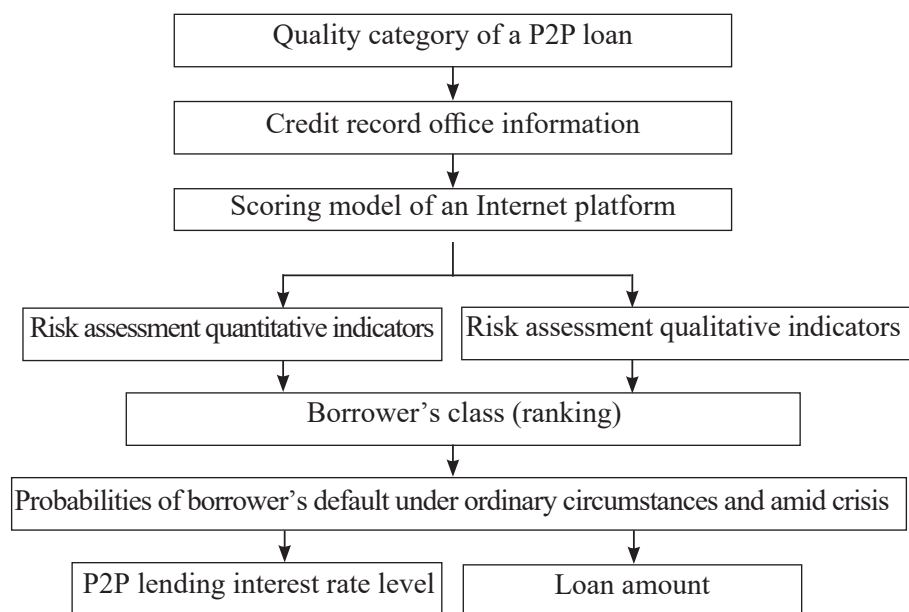 Quality category of a P2P loan
Credit record office information
Scoring model of an Internet platform
Risk assessment quantitative indicators
Risk assessment qualitative indicators
Borrower’s class (ranking)
Probabilities of borrower’s default under ordinary circumstances and amid crisis
P2P lending interest rate level
Loan amount